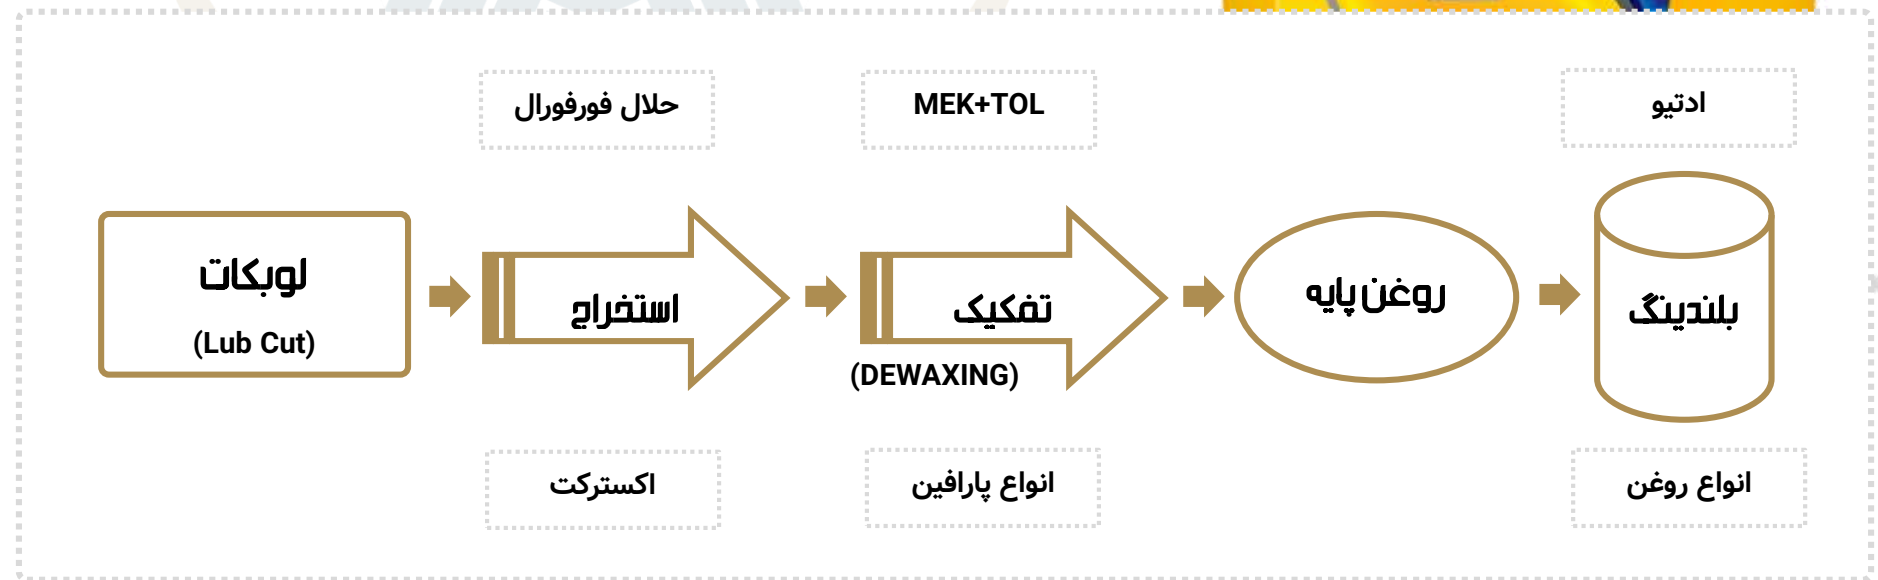 حلال فورفورال
MEK+TOL
ادتیو
لوبکات
(Lub Cut)
استخراج
تفکیک
(DEWAXING)
روغن پایه
بلندینگ
اکسترکت
انواع پارافین
انواع روغن